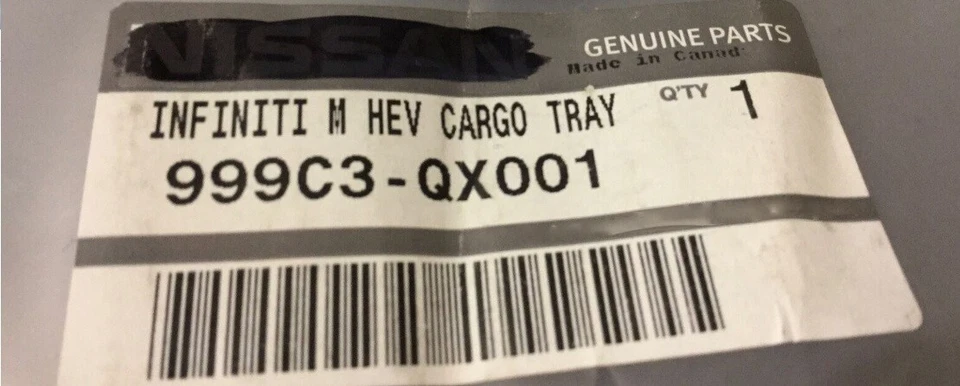 NISSAN
GENUINE PARTS
Made in Canad
INFINITI M HEV CARGO TRAY
Q'TY 1
999C3-QX001